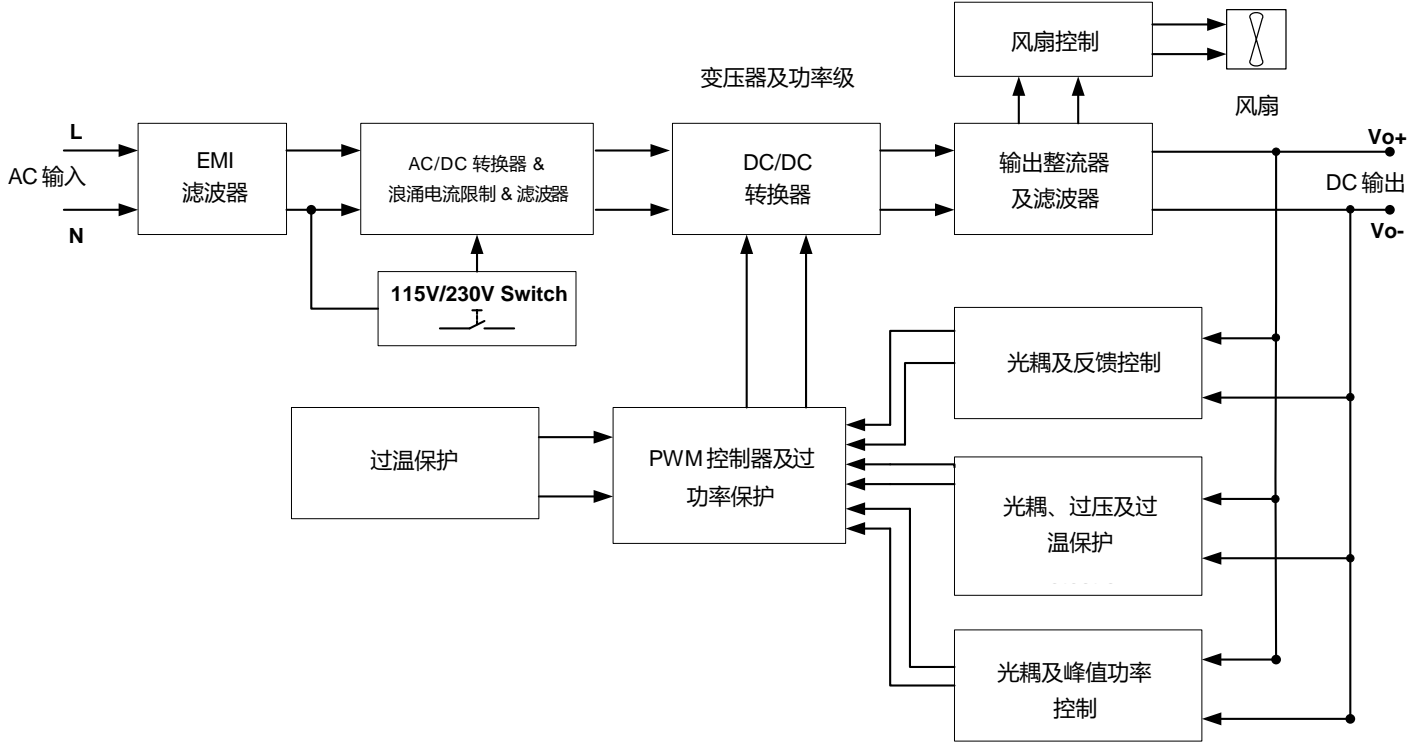 风扇控制
变压器及功率级
风扇
L
AC 输入
N
EMI
滤波器
AC/DC 转换器 &
浪涌电流限制 & 滤波器
DC/DC
转换器
输出整流器
及滤波器
Vo+
DC 输出
Vo-
115V/230V Switch
光耦及反馈控制
过温保护
PWM 控制器及过
功率保护
光耦、过压及过
温保护
光耦及峰值功率
控制